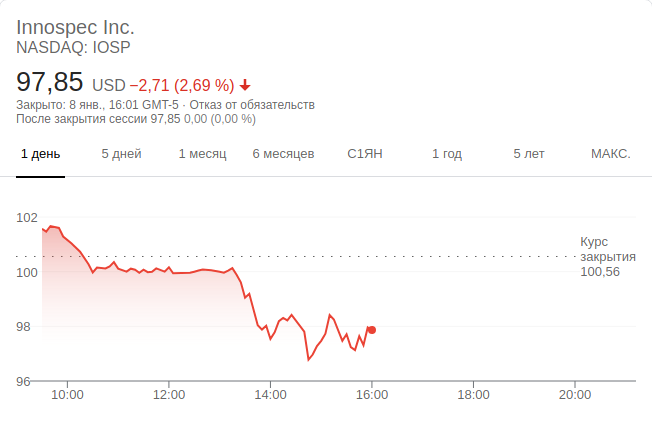 Innospec Inc.
NASDAQ: IOSP
97,85 USD −2,71 (2,69 %)
Закрыто: 8 янв., 16:01 GMT-5 · Отказ от обязательств
После закрытия сессии 97,85 0,00 (0,00 %)
1 день 5 дней 1 месяц 6 месяцев С1ЯН 1 год 5 лет МАКС.
102
Курс
закрытия
100,56
100
98
96
10:00 12:00 14:00 16:00 18:00 20:00